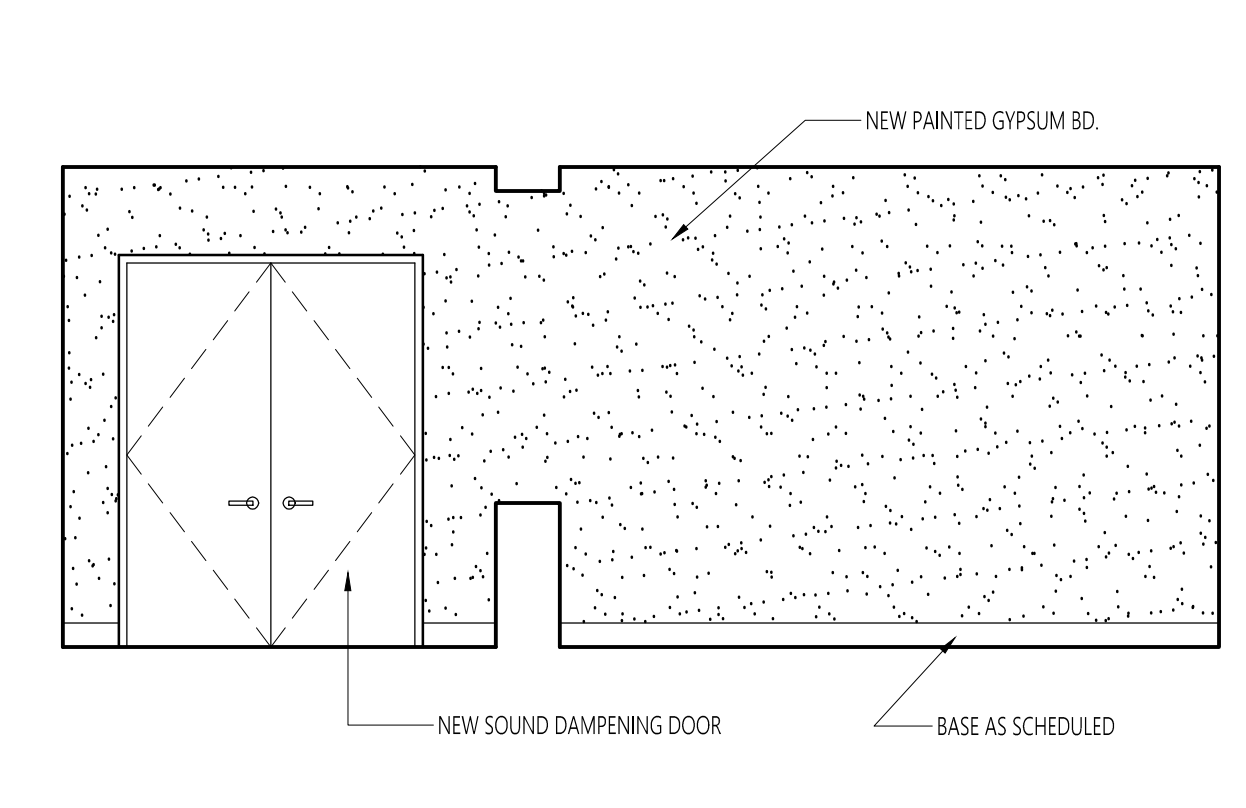 NEW PAINTED GYPSUM BD.
NEW SOUND DAMPENING DOOR
BASE AS SCHEDULED